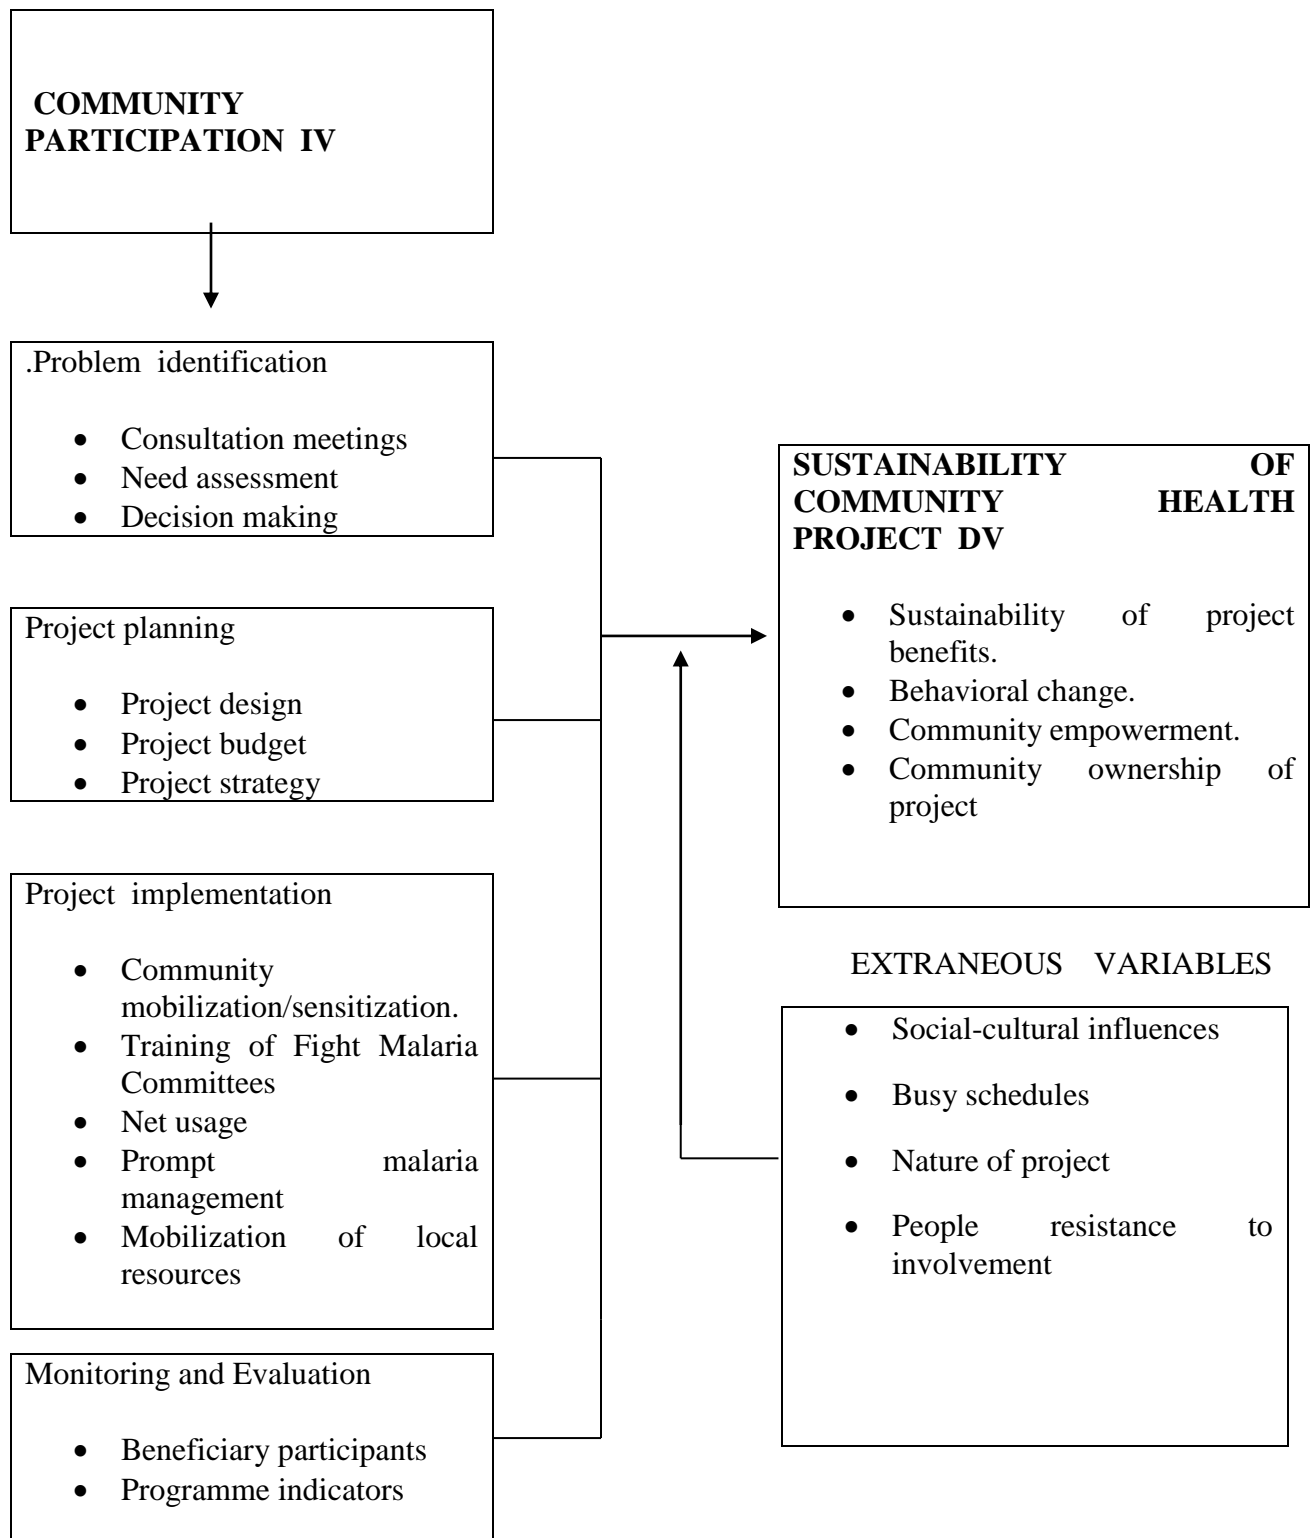 COMMUNITY
PARTICIPATION IV
.Problem identification
• Consultation meetings
• Need assessment
• Decision making
Project planning
• Project design
• Project budget
• Project strategy
Project implementation
• Community
mobilization/sensitization.
• Training of Fight Malaria
Committees
• Net usage
• Prompt malaria
management
• Mobilization of local
resources
Monitoring and Evaluation
• Beneficiary participants
• Programme indicators
SUSTAINABILITY OF
COMMUNITY HEALTH
PROJECT DV
• Sustainability of project
benefits.
• Behavioral change.
• Community empowerment.
• Community ownership of
project
EXTRANEOUS VARIABLES
• Social-cultural influences
• Busy schedules
• Nature of project
• People resistance to
involvement